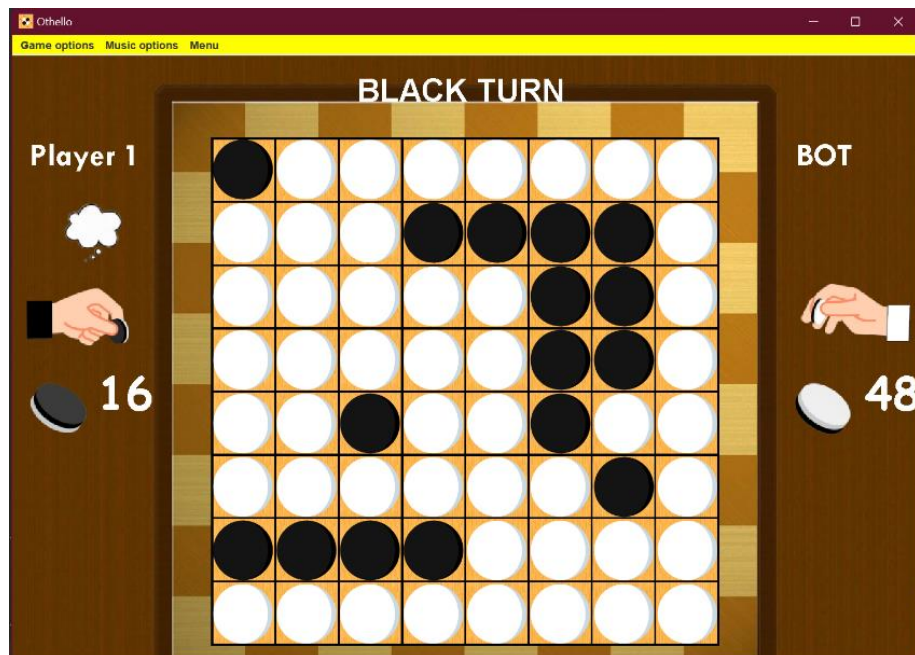 Othello
Game options Music options Menu
BLACK TURN
Player 1
BOT
16
48